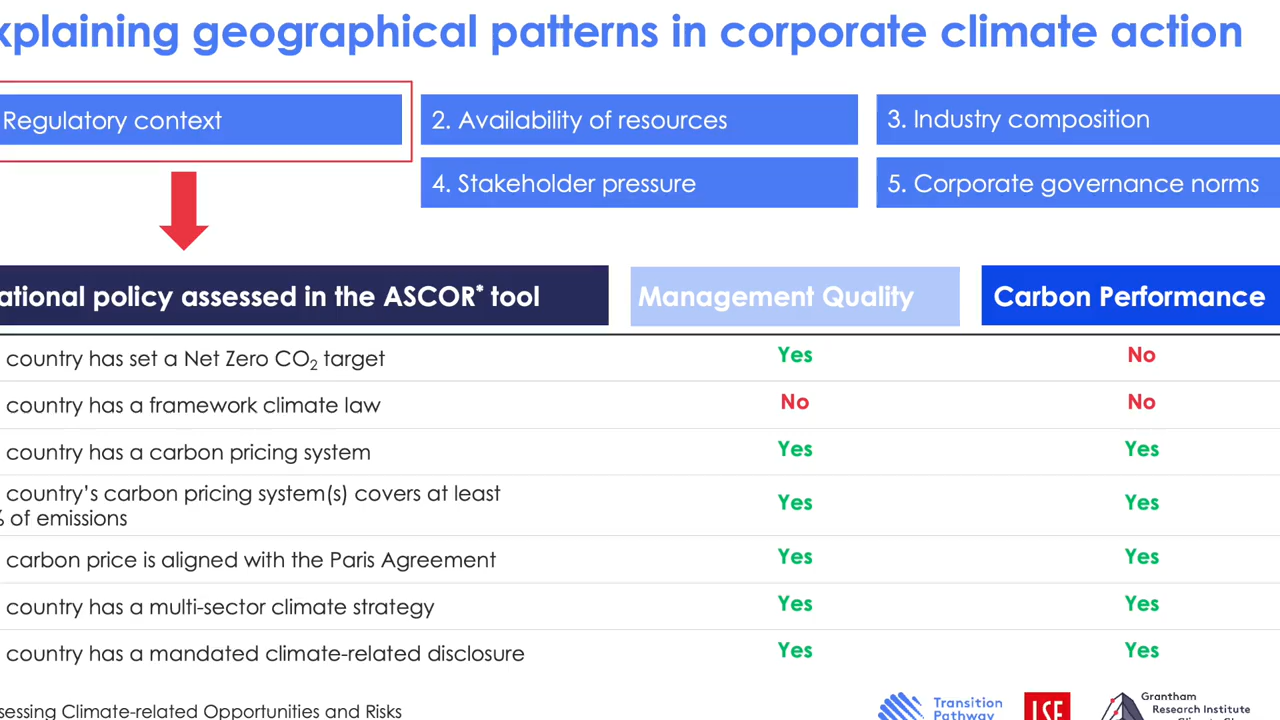 xplaining geographical patterns in corporate climate action
Regulatory context
2. Availability of resources
3. Industry composition
4. Stakeholder pressure
5. Corporate governance norms
ational policy assessed in the ASCOR* tool
Management Quality
Carbon Performance
country has set a Net Zero CO₂ target
Yes
No
country has a framework climate law
No
No
country has a carbon pricing system
Yes
Yes
country’s carbon pricing system(s) covers at least
% of emissions
Yes
Yes
carbon price is aligned with the Paris Agreement
Yes
Yes
country has a multi-sector climate strategy
Yes
Yes
country has a mandated climate-related disclosure
Yes
Yes
sessing Climate-related Opportunities and Risks
Transition
Pathway
LSE
Grantham
Research Institute